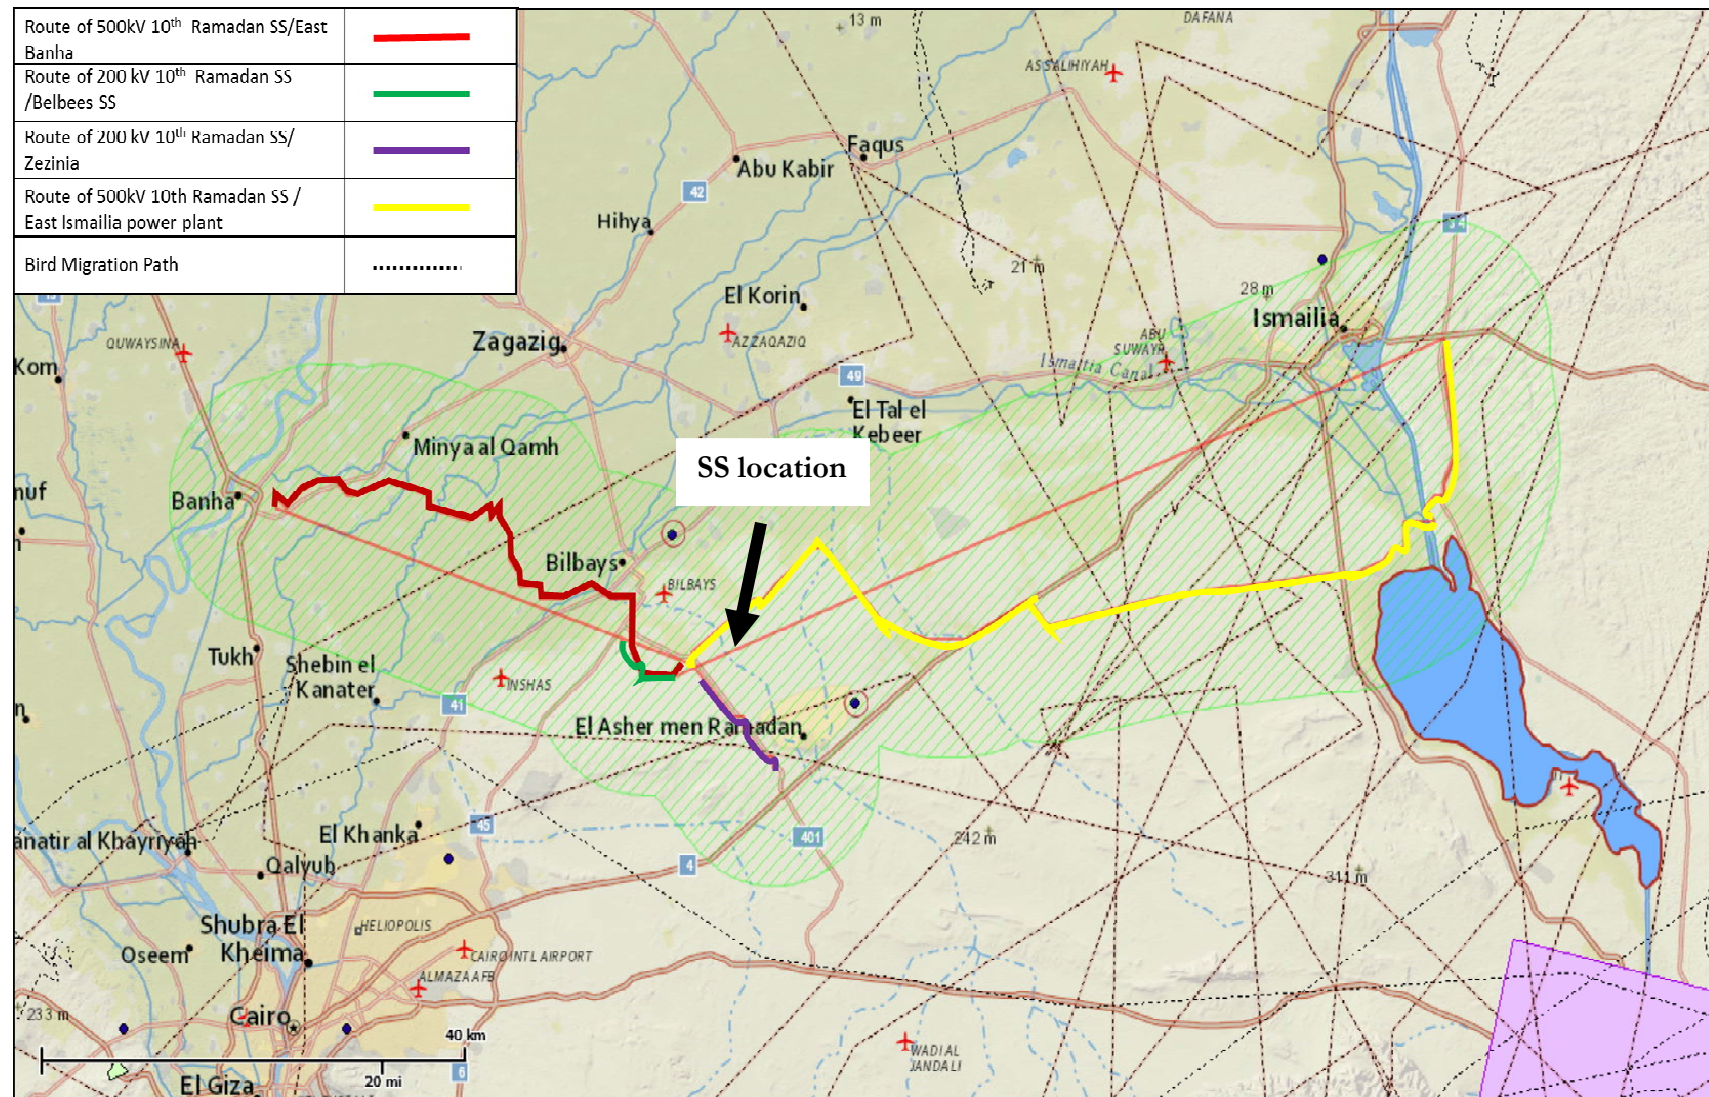 Route of 500kV 10th Ramadan SS/East
Banha
Route of 200 kV 10th Ramadan SS
/Belbees SS
Route of 200 kV 10th Ramadan SS/
Zezinia
Route of 500kV 10th Ramadan SS /
East Ismailia power plant
Bird Migration Path
13 m
DAFANA
AS SALIHIYAH
Faqus
Abu Kabir
42
Hihya
34
21 m
El Korin
28 m
Ismailia
AZ ZAQAZIQ
ABU
SUWAYR
Zagazig
QUWAYSINA
Kom
Ismailia Canal
49
El Tal el
Kebeer
Minya al Qamh
SS location
nuf
Banha
Bilbays
BILBAYS
Tukh
Shebin el
Kanater
INSHAS
41
El Asher men Ramadan
El Khanka
45
401
242 m
anatir al Khayriyah
Qalyub
4
311 m
Shubra El
Kheima
HELIOPOLIS
Oseem
CAIRO INTL AIRPORT
ALMAZA AFB
233 m
Cairo
40 km
WADI AL
JANDALI
20 mi
6
El Giza